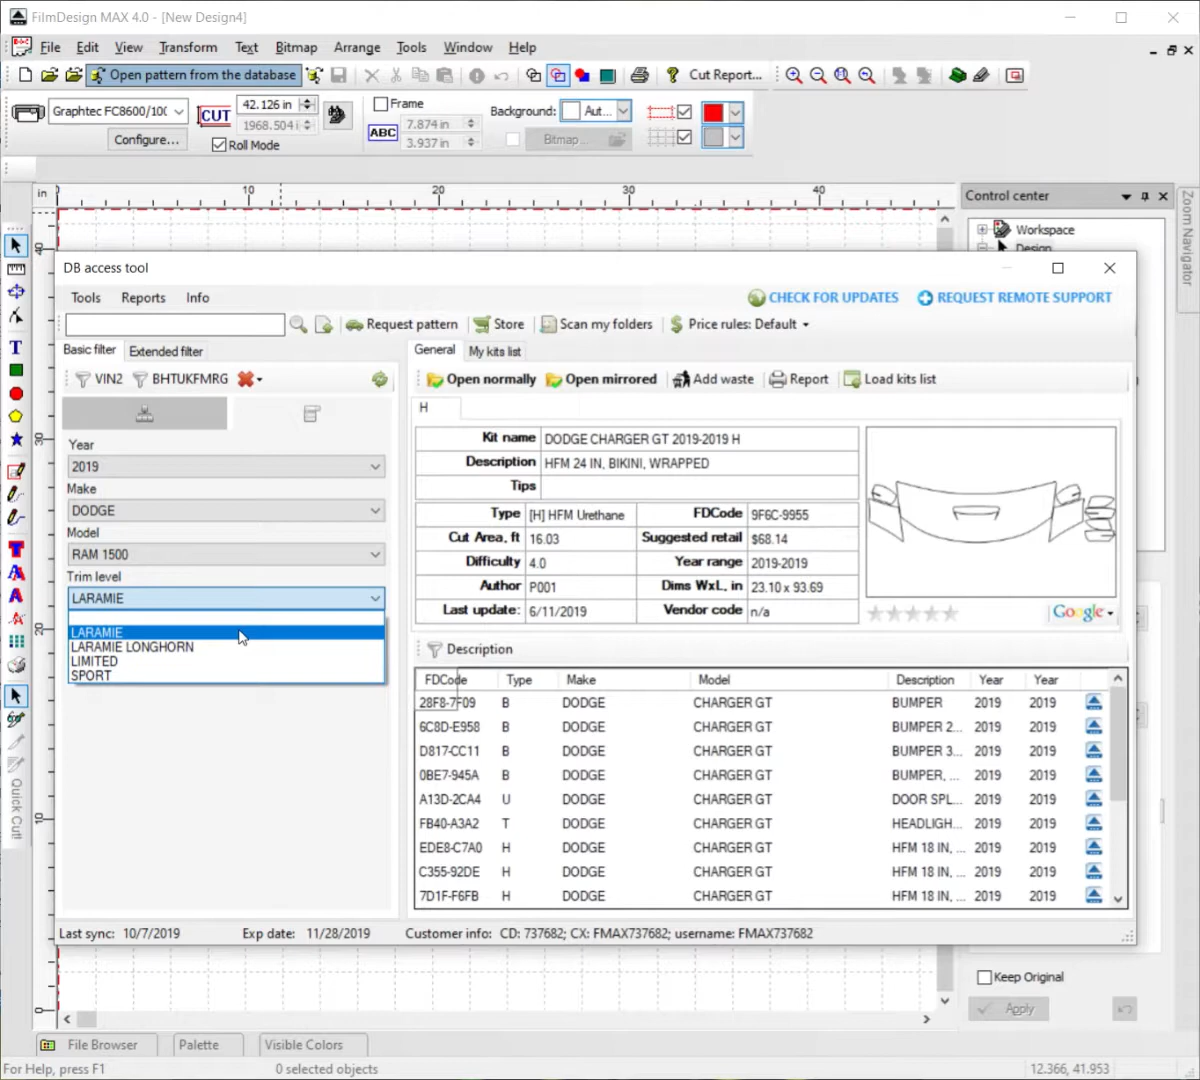 FilmDesign MAX 4.0 - [New Design4]
File Edit View Transform Text Bitmap Arrange Tools Window Help
Open pattern from the database Cut Report...
Graphtec FC8600/100 CUT 42.126 in 1968.504 i Frame ABC 7.874 in 3.937 in Background: Aut...
Configure... Roll Mode Bitmap...
in 0 10 20 30 40
Control center
Workspace
Design
Zoom Navigator
40
30
20
10
0
Quick Cut!
DB access tool
Tools Reports Info CHECK FOR UPDATES REQUEST REMOTE SUPPORT
Request pattern Store Scan my folders Price rules: Default
Basic filter Extended filter General My kits list
VIN2 BHTUKFMRG Open normally Open mirrored Add waste Report Load kits list
Year
2019
Make
DODGE
Model
RAM 1500
Trim level
LARAMIE
LARAMIE
LARAMIE LONGHORN
LIMITED
SPORT
H
Kit name DODGE CHARGER GT 2019-2019 H
Description HFM 24 IN, BIKINI, WRAPPED
Tips
Type [H] HFM Urethane FDCode 9F6C-9955
Cut Area, ft 16.03 Suggested retail $68.14
Difficulty 4.0 Year range 2019-2019
Author P001 Dims WxL, in 23.10 x 93.69
Last update: 6/11/2019 Vendor code n/a
Google
Description
FDCode Type Make Model Description Year Year
28F8-7F09 B DODGE CHARGER GT BUMPER 2019 2019
6C8D-E958 B DODGE CHARGER GT BUMPER 2... 2019 2019
D817-CC11 B DODGE CHARGER GT BUMPER 3... 2019 2019
0BE7-945A B DODGE CHARGER GT BUMPER, ... 2019 2019
A13D-2CA4 U DODGE CHARGER GT DOOR SPL... 2019 2019
FB40-A3A2 T DODGE CHARGER GT HEADLIGH... 2019 2019
EDE8-C7A0 H DODGE CHARGER GT HFM 18 IN, ... 2019 2019
C355-92DE H DODGE CHARGER GT HFM 18 IN, ... 2019 2019
7D1F-F6FB H DODGE CHARGER GT HFM 18 IN, ... 2019 2019
Last sync: 10/7/2019 Exp date: 11/28/2019 Customer info: CD: 737682; CX: FMAX737682; username: FMAX737682
Keep Original
Apply
File Browser Palette Visible Colors
For Help, press F1 0 selected objects 12.366, 41.953